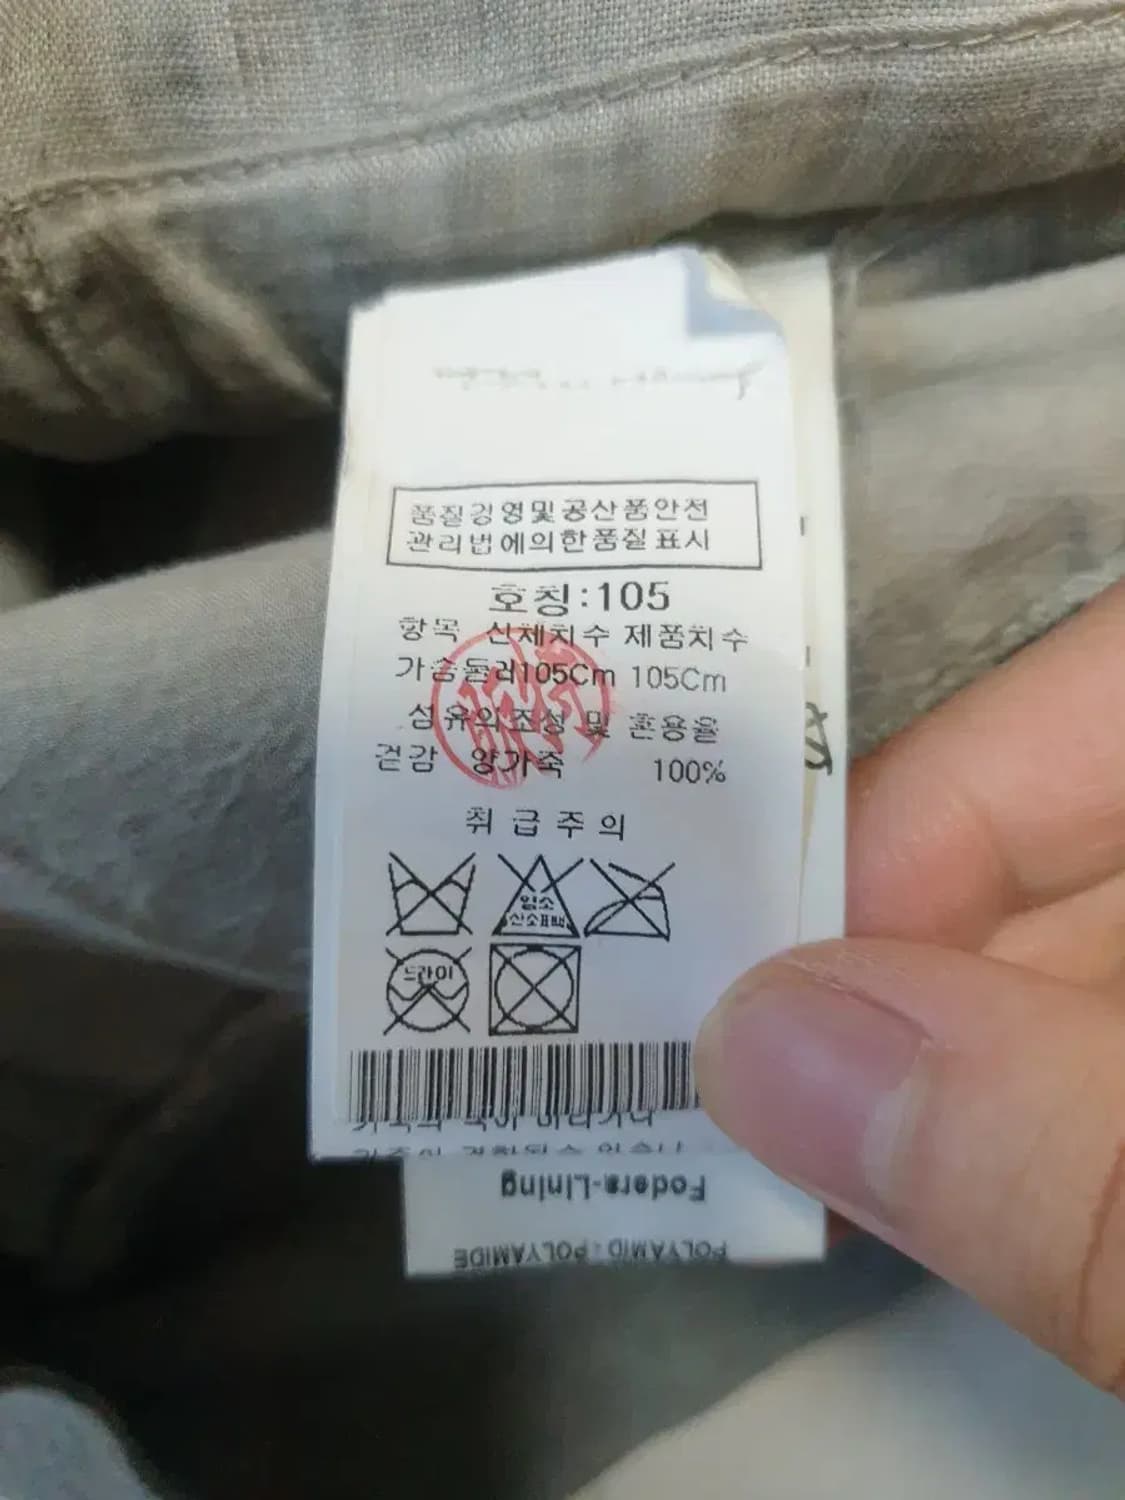 품질경영및공산품안전
관리법에의한품질표시
호칭:105
항목 신체치수 제품치수
가슴둘레105Cm 105Cm
섬유의조성 및 혼용율
겉감 양가죽 100%
취급주의
염소
산소표백
드라이
Fodera-Lining
POLYAMID : POLYAMIDE